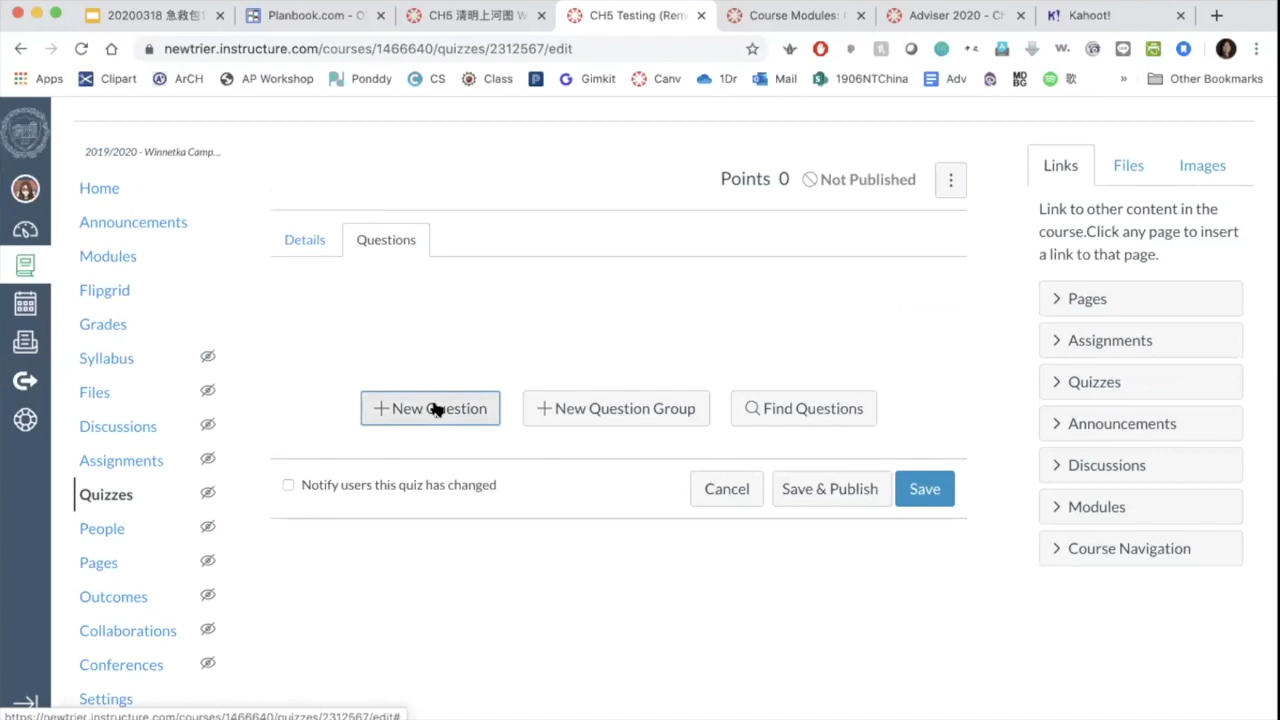 20200318 急救包
Planbook.com - O
CH5 清明上河图 W
CH5 Testing (Rem
Course Modules:
Adviser 2020 - Ch
K! Kahoot!
newtrier.instructure.com/courses/1466640/quizzes/2312567/edit
Apps Clipart ArCH AP Workshop Ponddy CS Class Gimkit Canv 1Dr Mail 1906NTChina Adv MD BG 歌 » Other Bookmarks
2019/2020 - Winnetka Camp...
Home
Announcements
Modules
Flipgrid
Grades
Syllabus
Files
Discussions
Assignments
Quizzes
People
Pages
Outcomes
Collaborations
Conferences
Settings
Points 0 Not Published
Details Questions
New Question New Question Group Find Questions
Notify users this quiz has changed
Cancel Save & Publish Save
Links Files Images
Link to other content in the
course.Click any page to insert
a link to that page.
Pages
Assignments
Quizzes
Announcements
Discussions
Modules
Course Navigation
https://newtrier.instructure.com/courses/1466640/quizzes/2312567/edit#